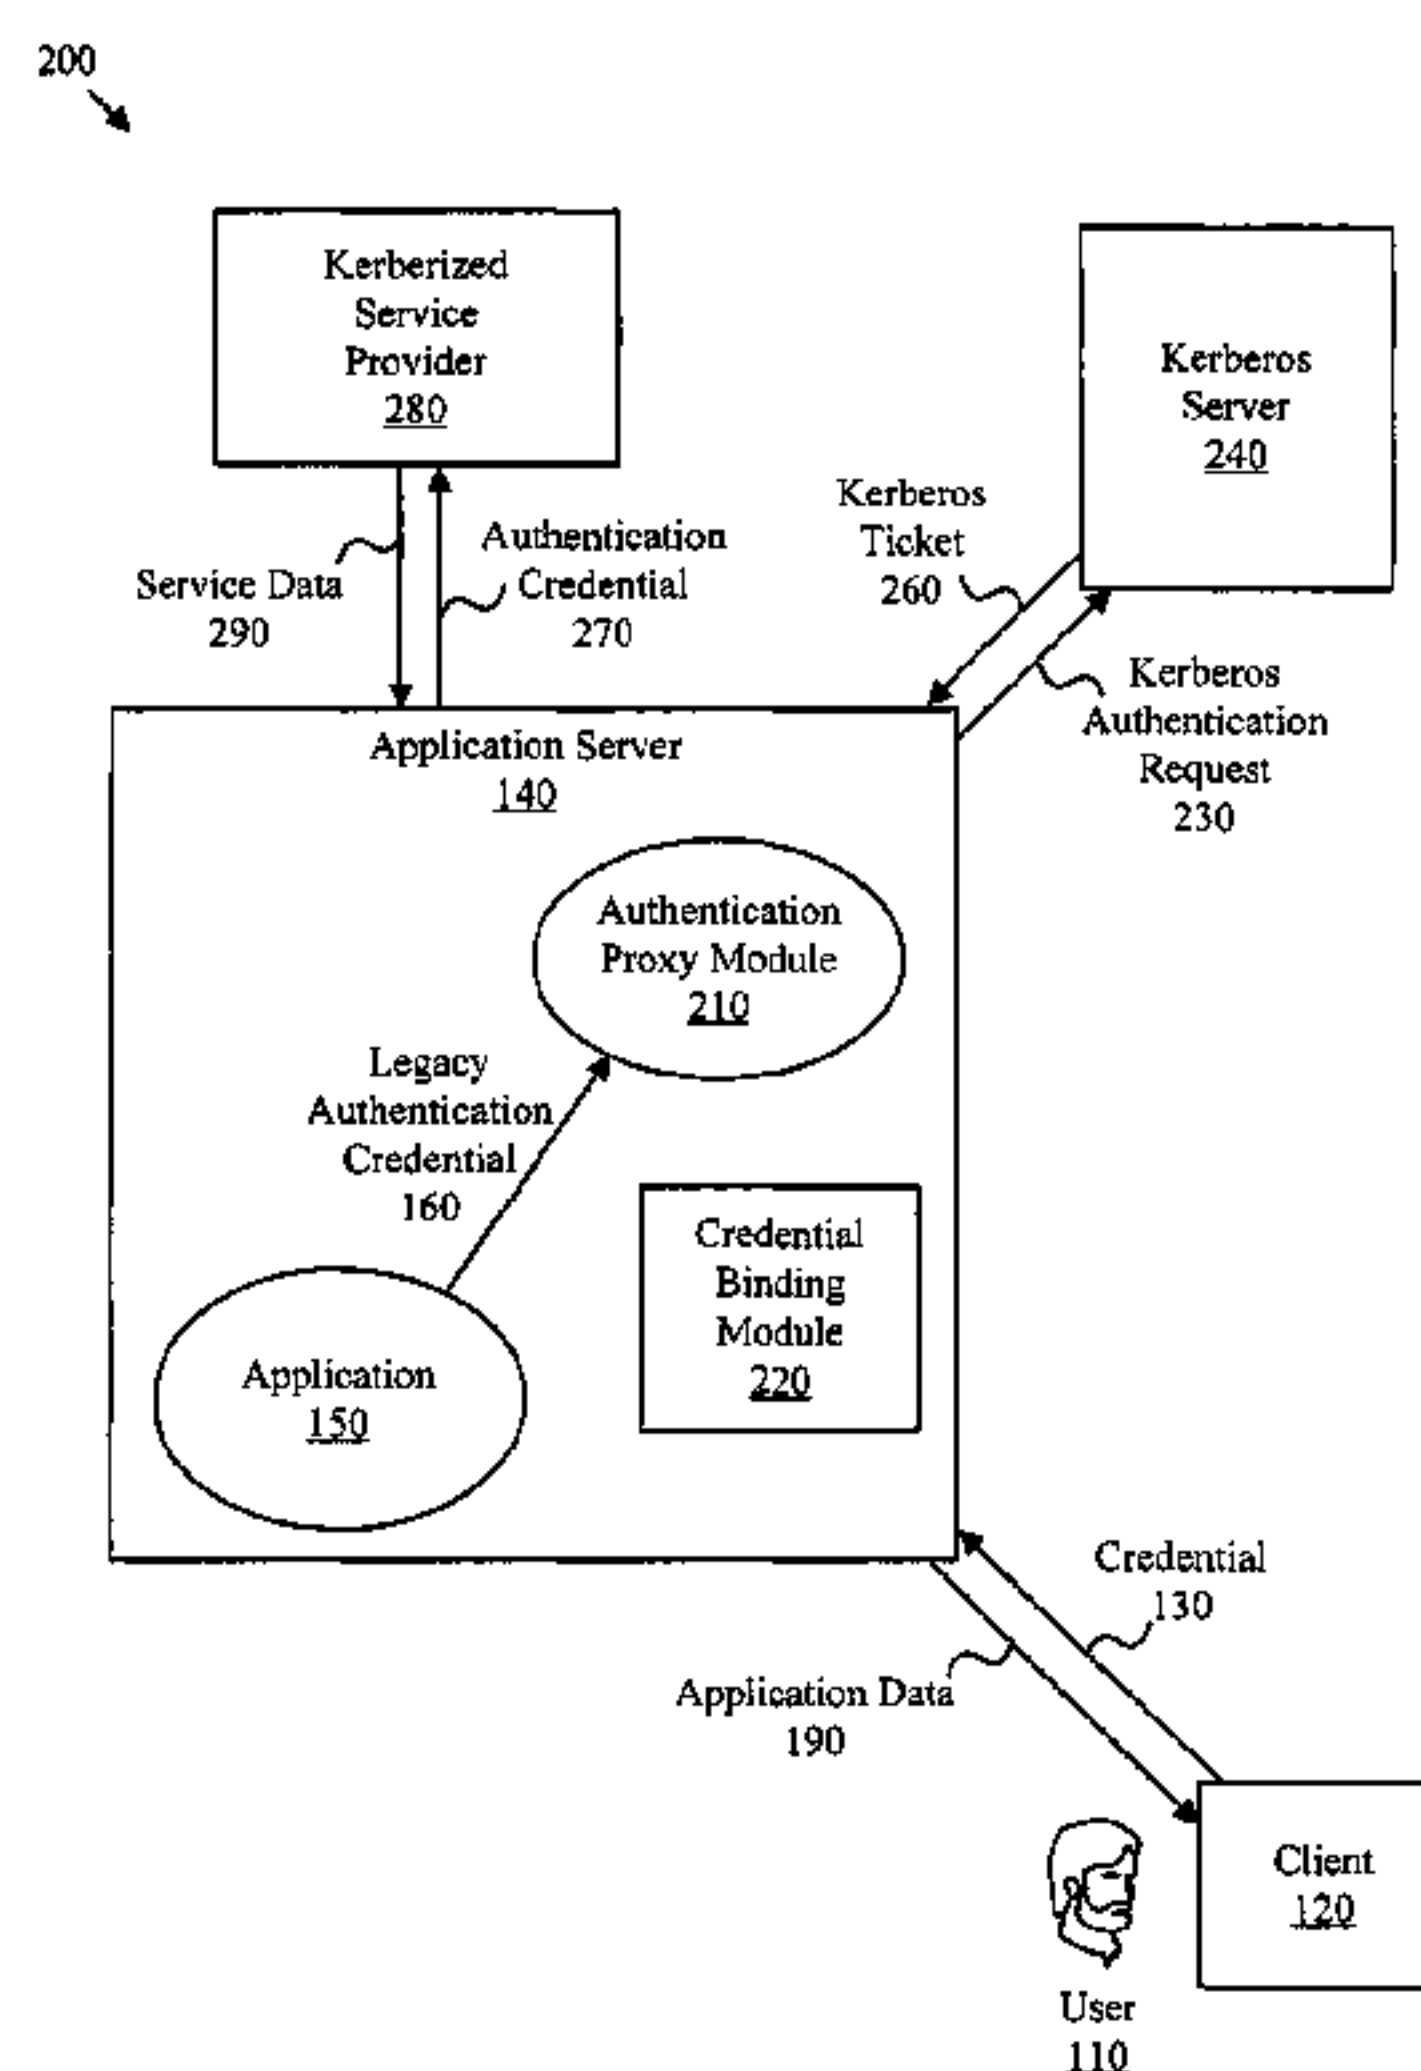 200
Kerberized
Service
Provider
280
Kerberos
Server
240
Kerberos
Ticket
260
Authentication
Credential
270
Service Data
290
Kerberos
Authentication
Request
230
Application Server
140
Authentication
Proxy Module
210
Legacy
Authentication
Credential
160
Credential
Binding
Module
220
Application
150
Credential
130
Application Data
190
Client
120
User
110